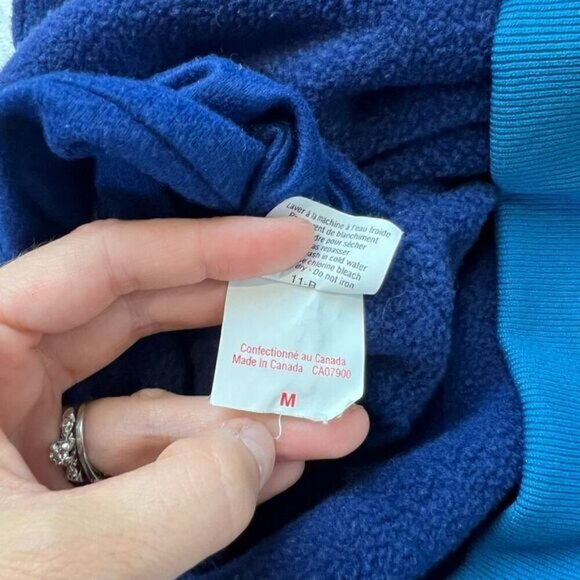 Laver à la machine à l'eau froide
de blanchiment
pour sécher
repasser
in cold water
chlorine bleach
Do not iron
11-B
Confectionné au Canada
Made In Canada CA07900
M